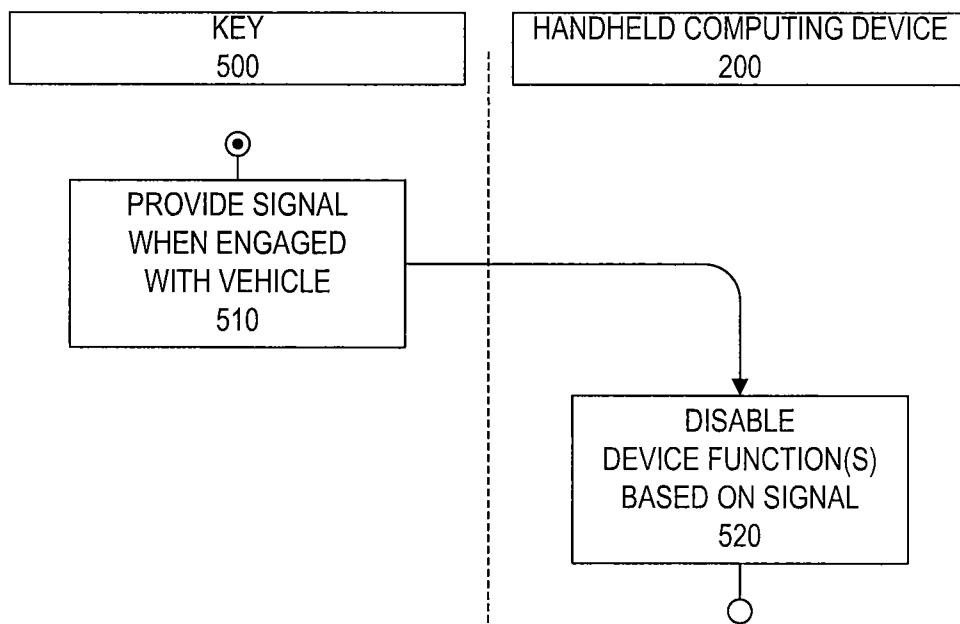 KEY
500
HANDHELD COMPUTING DEVICE
200
PROVIDE SIGNAL
WHEN ENGAGED
WITH VEHICLE
510
DISABLE
DEVICE FUNCTION(S)
BASED ON SIGNAL
520